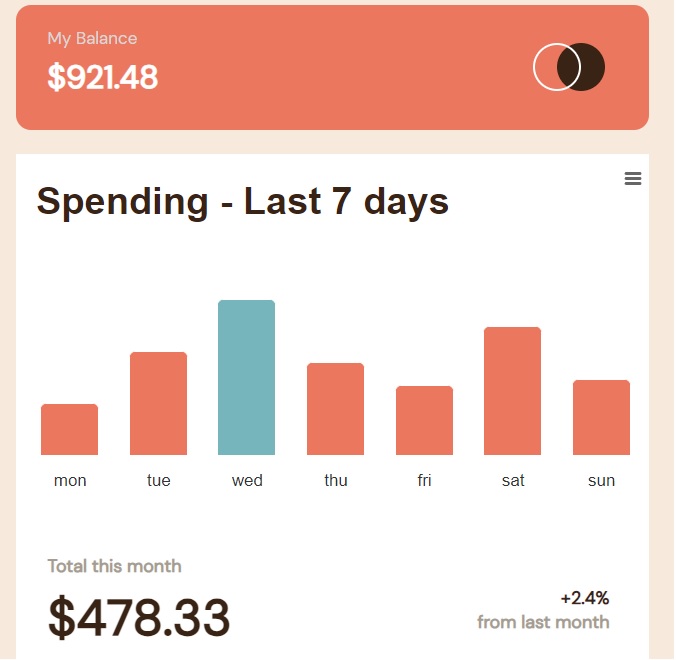 My Balance
$921.48
Spending - Last 7 days
mon tue wed thu fri sat sun
Total this month
$478.33
+2.4%
from last month